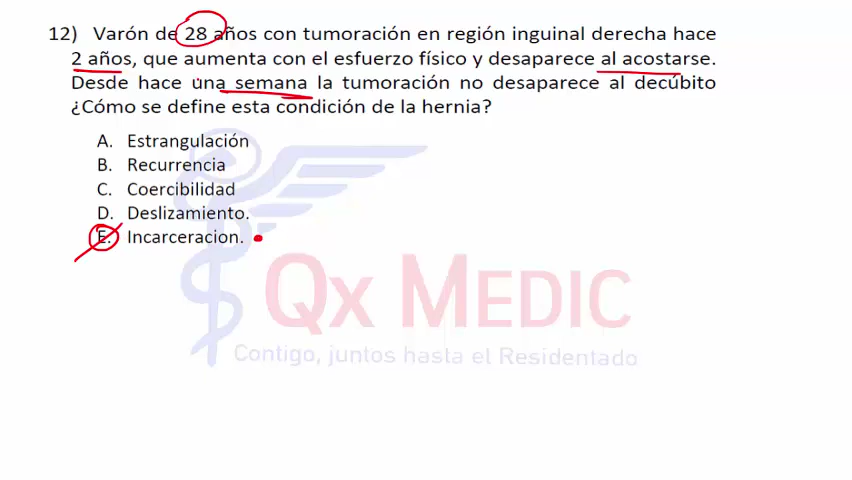 12) Varón de 28 años con tumoración en región inguinal derecha hace
2 años, que aumenta con el esfuerzo físico y desaparece al acostarse.
Desde hace una semana la tumoración no desaparece al decúbito
¿Cómo se define esta condición de la hernia?
A. Estrangulación
B. Recurrencia
C. Coercibilidad
D. Deslizamiento.
E. Incarceracion.
Qx MEDIC
Contigo, juntos hasta el Residentado